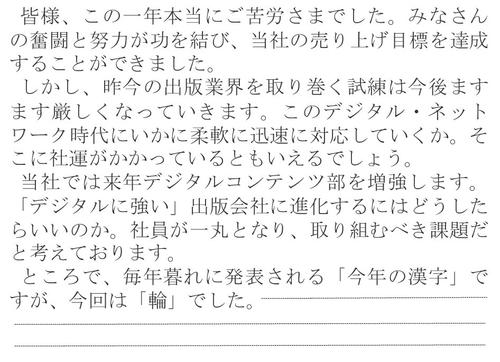 皆様、この一年本当にご苦労さまでした。みなさん
の奮闘と努力が功を結び、当社の売り上げ目標を達成
することができました。
しかし、昨今の出版業界を取り巻く試練は今後ます
ます厳しくなっていきます。このデジタル・ネット
ワーク時代にいかに柔軟に迅速に対応していくか。そ
こに社運がかかっているともいえるでしょう。
当社では来年デジタルコンテンツ部を増強します。
「デジタルに強い」出版会社に進化するにはどうした
らいいのか。社員が一丸となり、取り組むべき課題だ
と考えております。
ところで、毎年暮れに発表される「今年の漢字」で
すが、今回は「輪」でした。